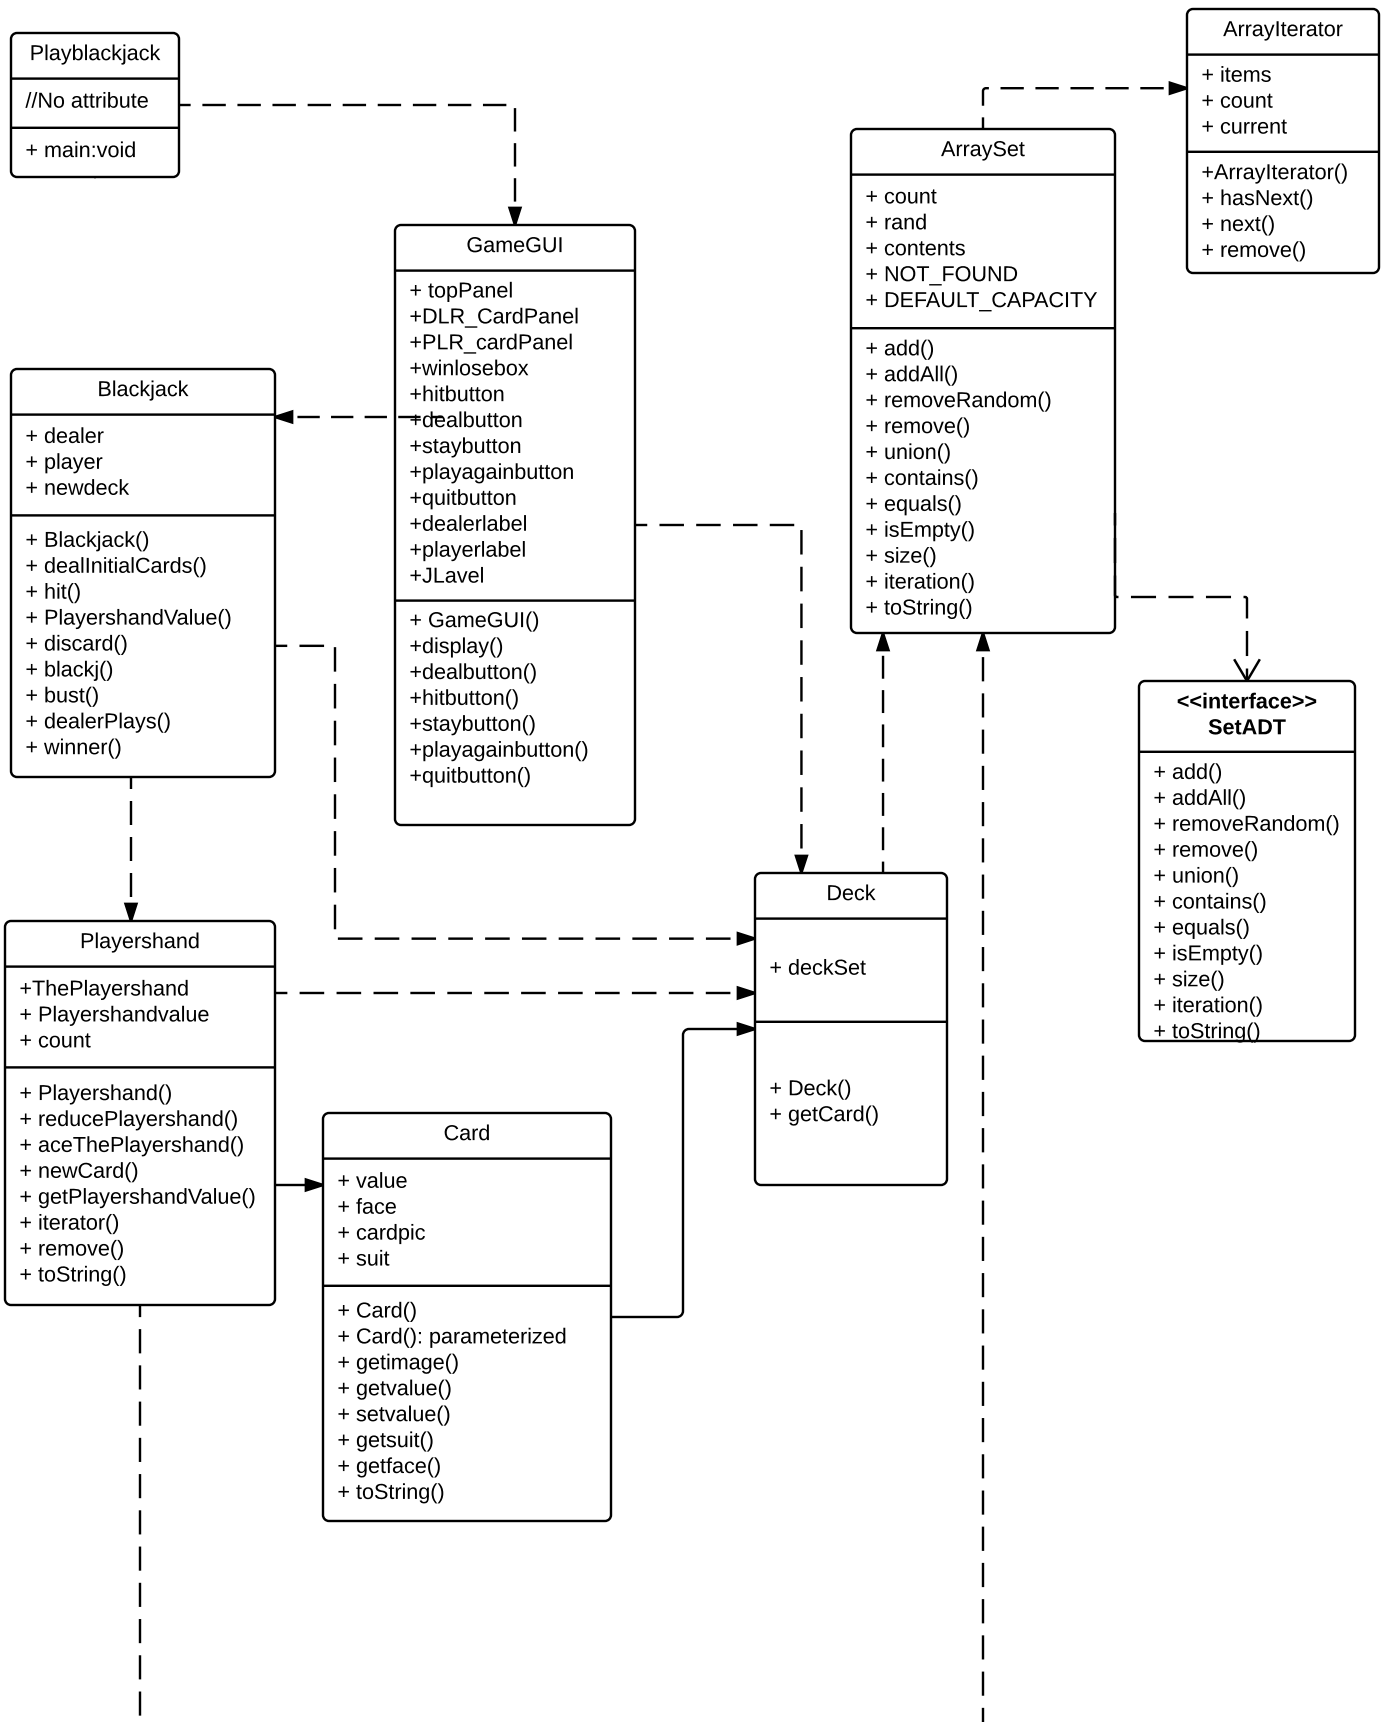 Playblackjack
//No attribute
+ main:void
GameGUI
+ topPanel
+DLR_CardPanel
+PLR_cardPanel
+winlosebox
+hitbutton
+dealbutton
+staybutton
+playagainbutton
+quitbutton
+dealerlabel
+playerlabel
+JLavel
+ GameGUI()
+display()
+dealbutton()
+hitbutton()
+staybutton()
+playagainbutton()
+quitbutton()
Blackjack
+ dealer
+ player
+ newdeck
+ Blackjack()
+ dealInitialCards()
+ hit()
+ PlayershandValue()
+ discard()
+ blackj()
+ bust()
+ dealerPlays()
+ winner()
ArraySet
+ count
+ rand
+ contents
+ NOT_FOUND
+ DEFAULT_CAPACITY
+ add()
+ addAll()
+ removeRandom()
+ remove()
+ union()
+ contains()
+ equals()
+ isEmpty()
+ size()
+ iteration()
+ toString()
ArrayIterator
+ items
+ count
+ current
+ArrayIterator()
+ hasNext()
+ next()
+ remove()
<<interface>>
SetADT
+ add()
+ addAll()
+ removeRandom()
+ remove()
+ union()
+ contains()
+ equals()
+ isEmpty()
+ size()
+ iteration()
+ toString()
Playershand
+ThePlayershand
+ Playershandvalue
+ count
+ Playershand()
+ reducePlayershand()
+ aceThePlayershand()
+ newCard()
+ getPlayershandValue()
+ iterator()
+ remove()
+ toString()
Deck
+ deckSet
+ Deck()
+ getCard()
Card
+ value
+ face
+ cardpic
+ suit
+ Card()
+ Card(): parameterized
+ getimage()
+ getvalue()
+ setvalue()
+ getsuit()
+ getface()
+ toString()